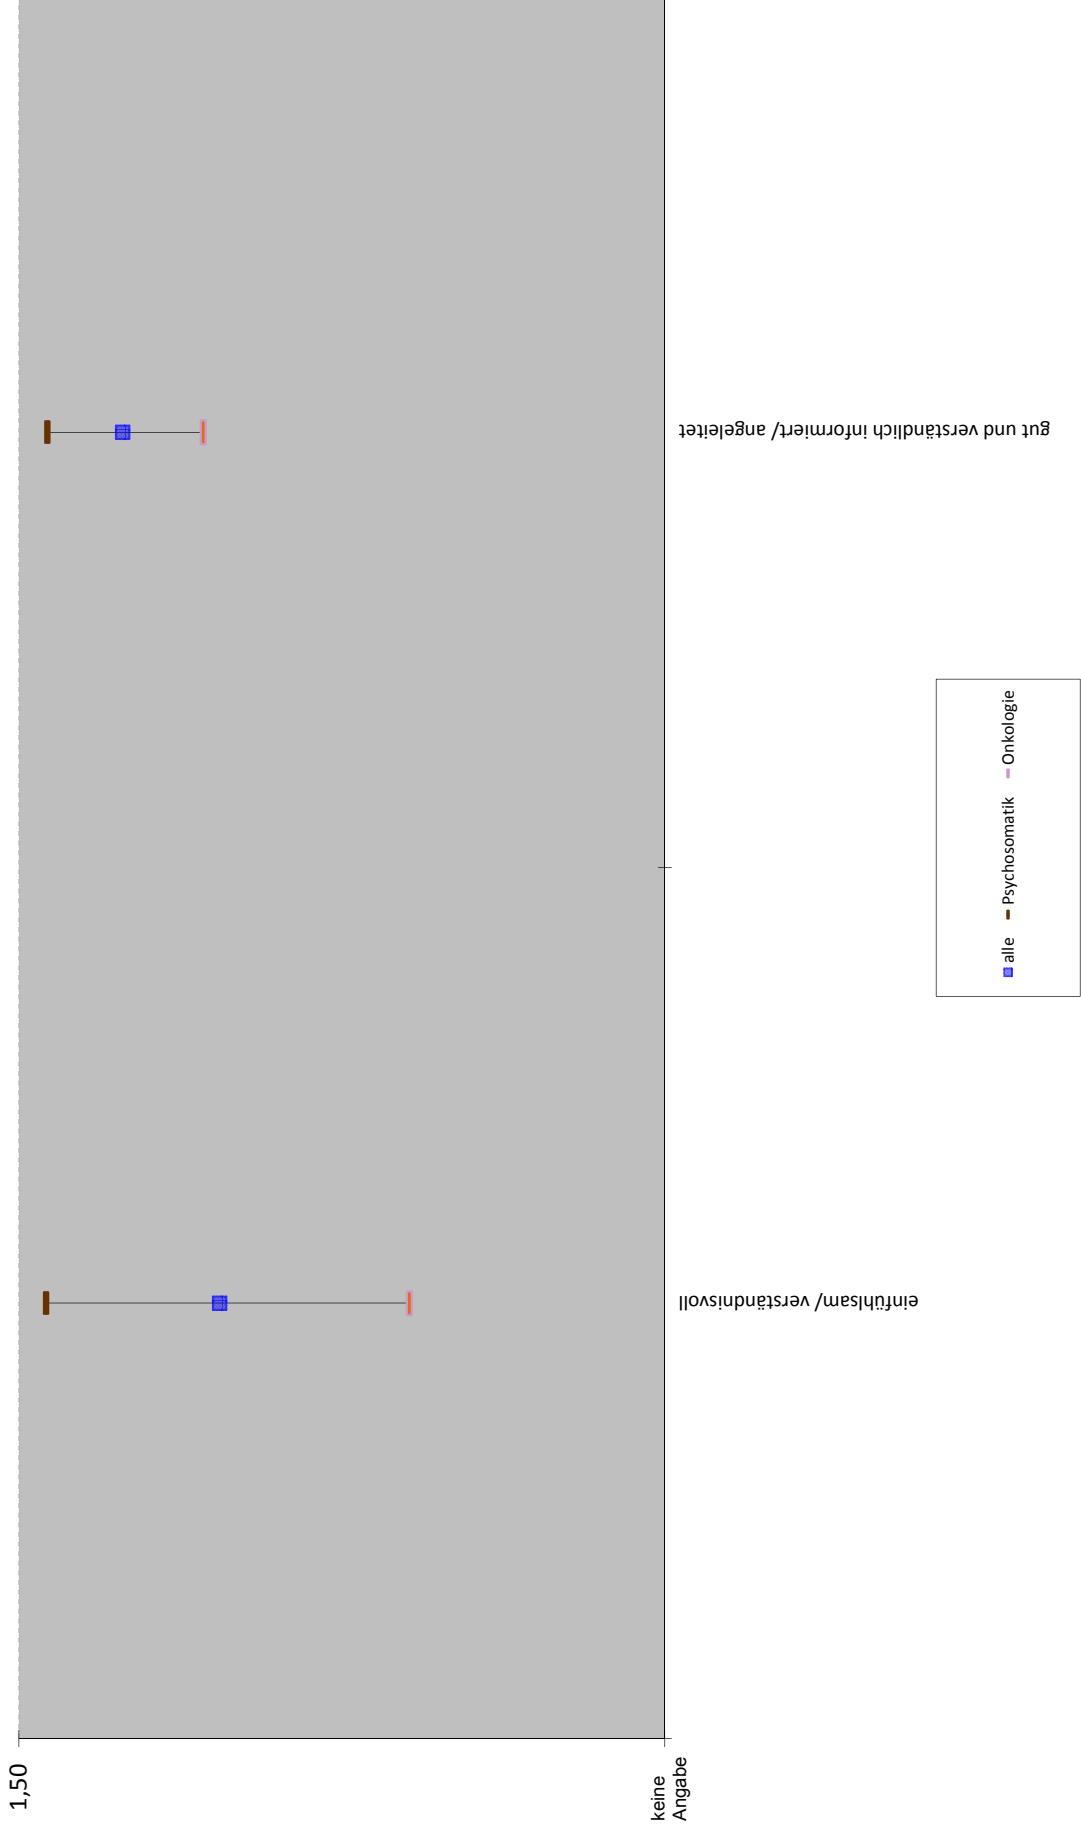 1,50
keine
Angabe
einfühlsam/ verständnisvoll
gut und verständlich informiert/ angeleitet
alle
Psychosomatik
Onkologie